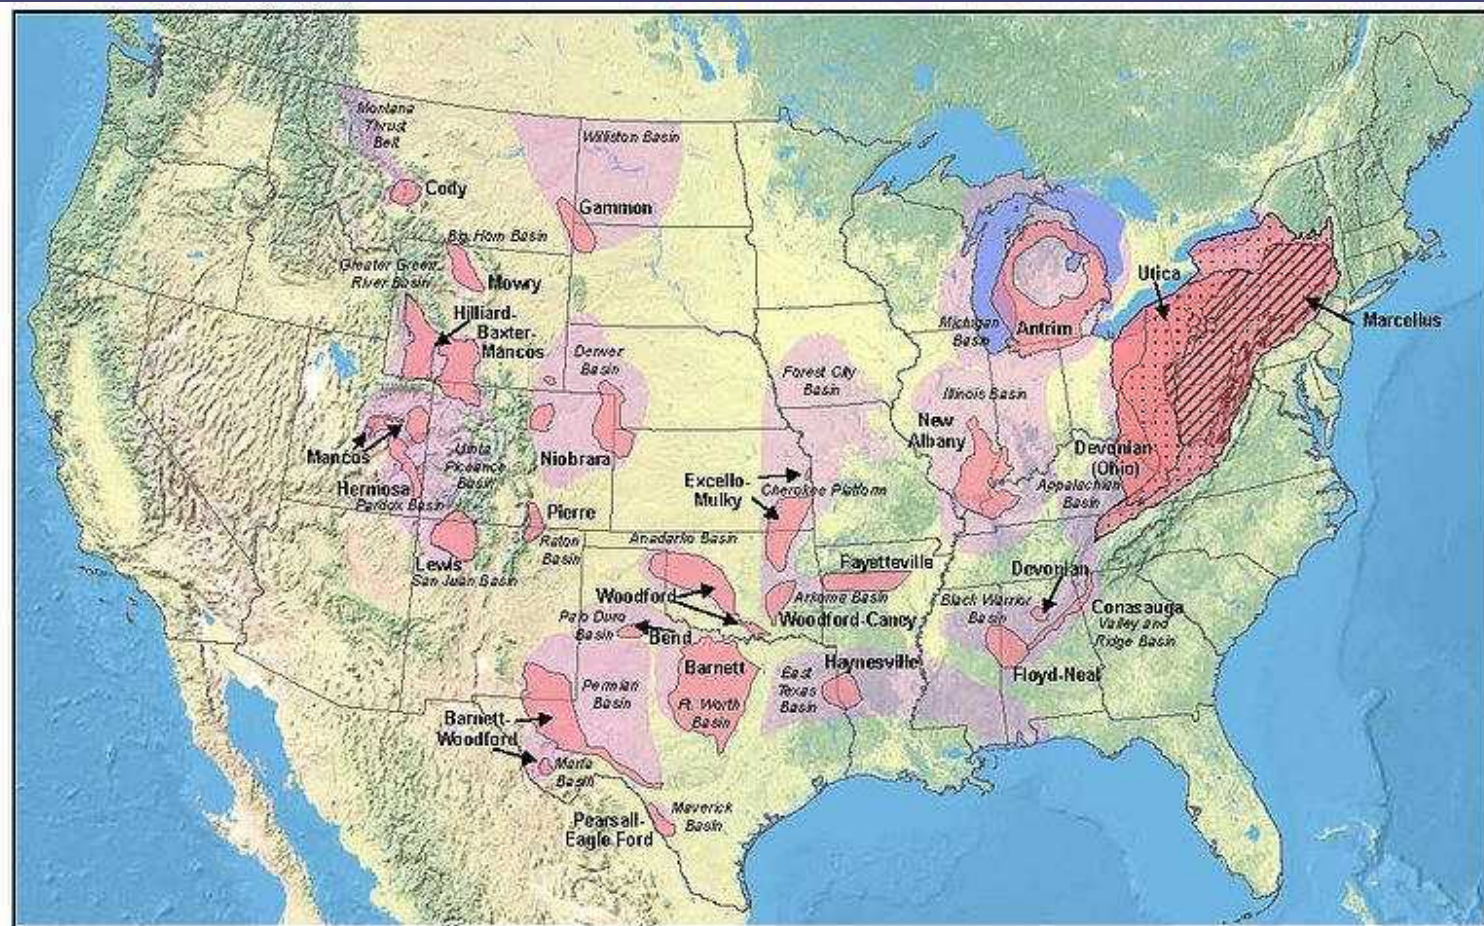 Montana
Thrust
Belt
Williston Basin
Cody
Gammon
Big Horn Basin
Greater Green
River Basin
Mowry
Hilliard-
Baxter-
Mancos
Utica
Marcellus
Michigan
Basin
Antrim
Denver
Basin
Forest City
Basin
Illinois Basin
New
Albany
Devonian
(Ohio)
Appalachian
Basin
Mancos
Uinta
Piceance
Basin
Niobrara
Hermosa
Paradox Basin
Excello-
Mulky
Cherokee Platform
Pierre
Raton
Basin
Anadarko Basin
Lewis
San Juan Basin
Fayetteville
Devonian
Woodford
Arkoma Basin
Woodford-Caney
Black Warrior
Basin
Conasauga
Valley and
Ridge Basin
Palo Duro
Basin
Bend
Barnett
Ft. Worth
Basin
East
Texas
Basin
Haynesville
Floyd-Neal
Permian
Basin
Barnett-
Woodford
Marfa
Basin
Pearsall-
Eagle Ford
Maverick
Basin